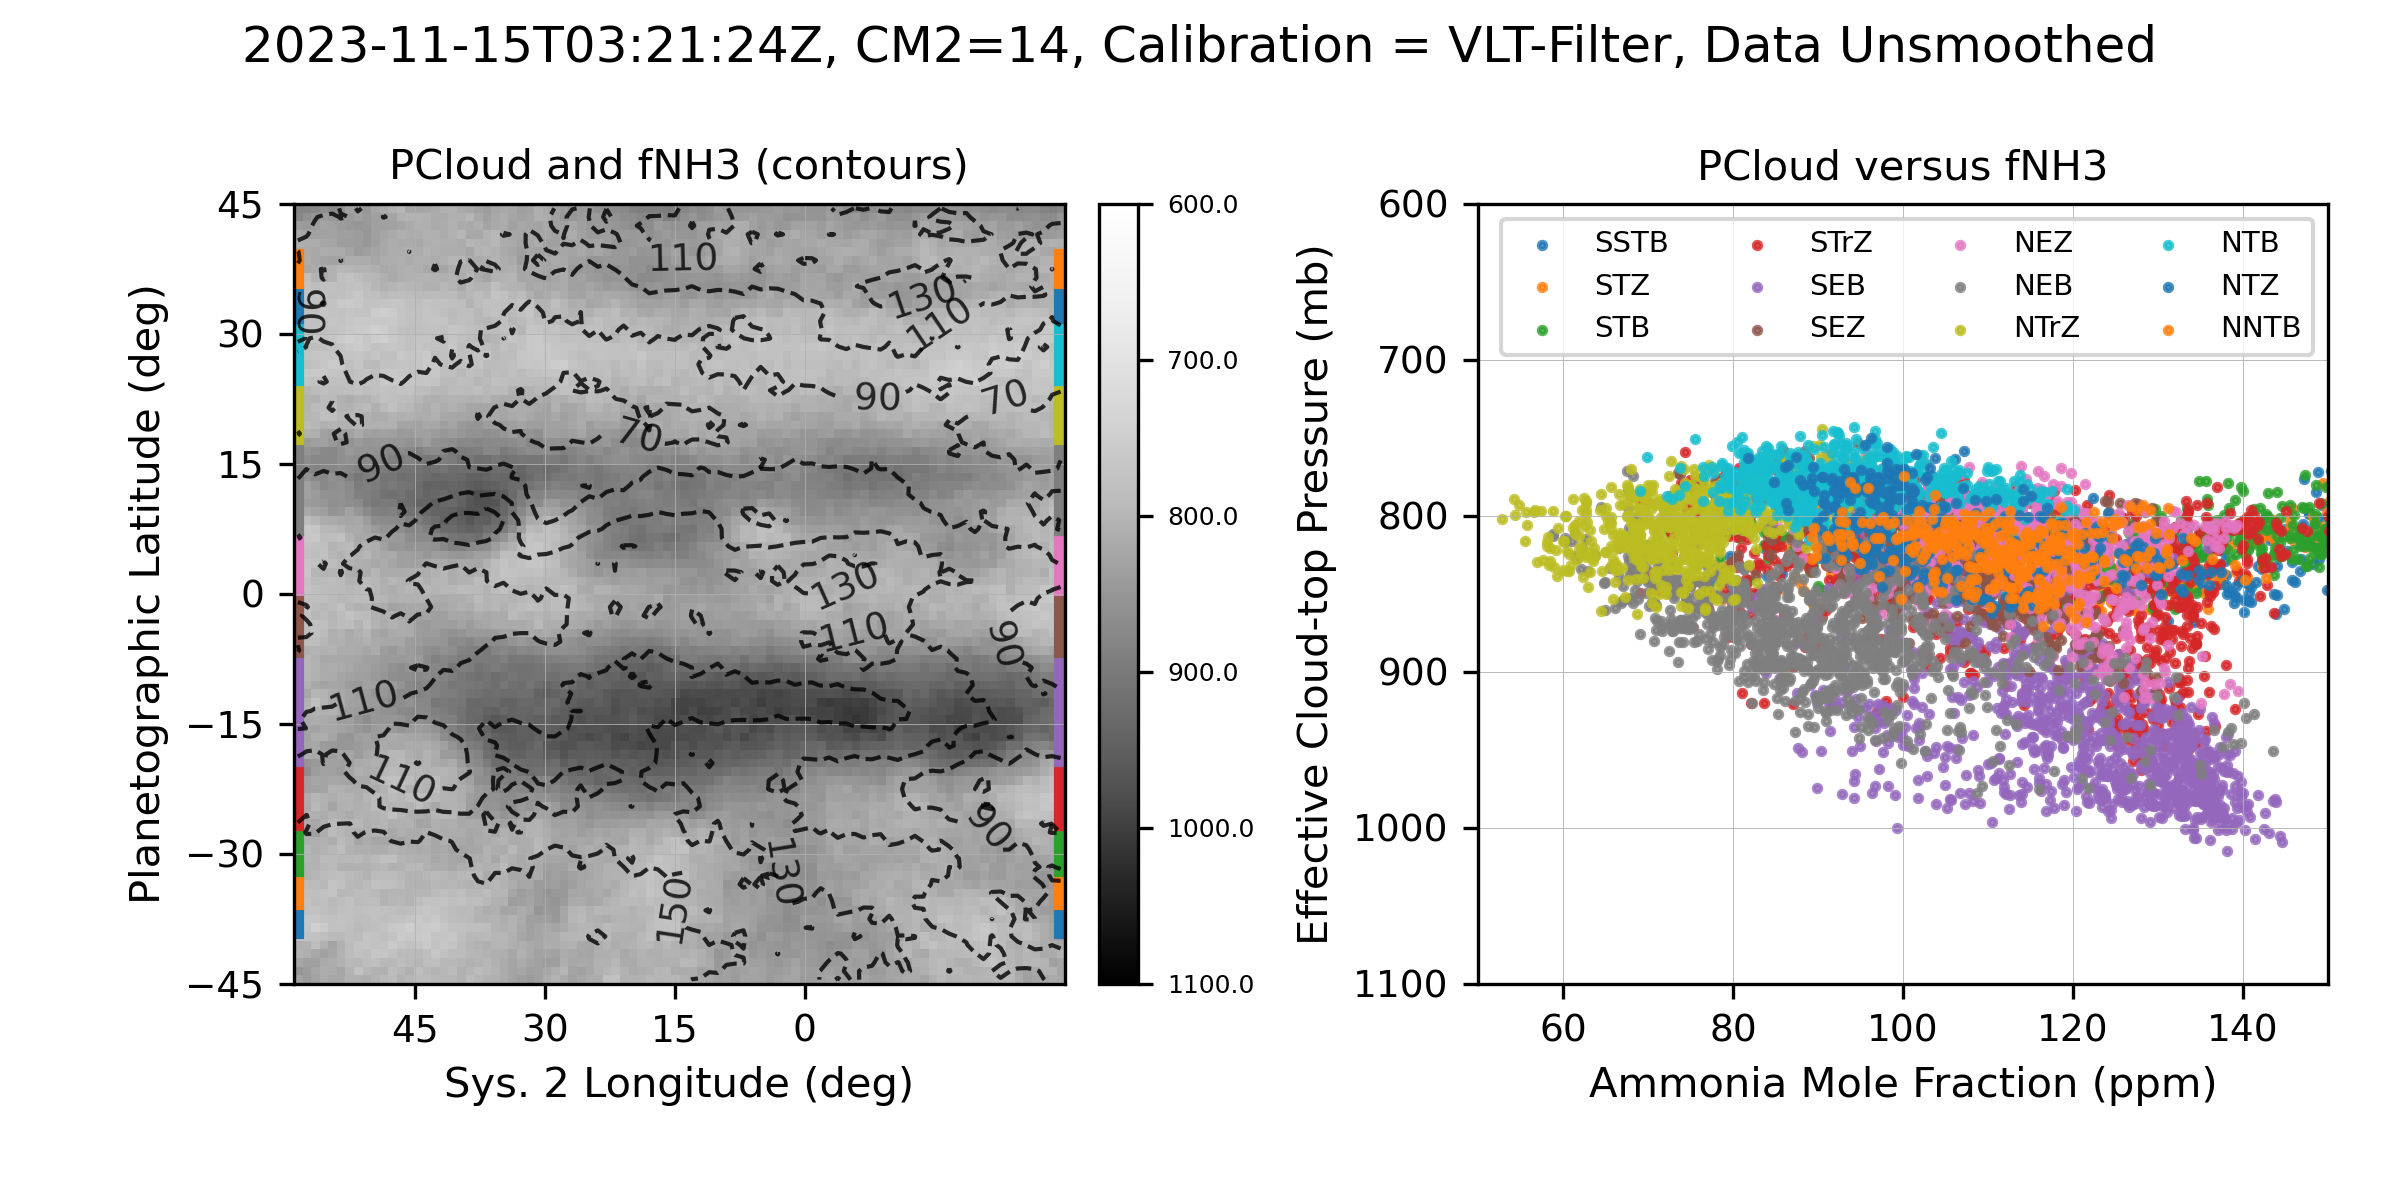 2023-11-15T03:21:24Z, CM2=14, Calibration = VLT-Filter, Data Unsmoothed
PCloud and fNH3 (contours)
Planetographic Latitude (deg)
45
30
15
0
−15
−30
−45
110
130
110
90
90
70
70
90
130
110
90
110
110
90
130
150
45
30
15
0
Sys. 2 Longitude (deg)
600.0
700.0
800.0
900.0
1000.0
1100.0
PCloud versus fNH3
Effective Cloud-top Pressure (mb)
600
700
800
900
1000
1100
SSTB
STZ
STB
STrZ
SEB
SEZ
NEZ
NEB
NTrZ
NTB
NTZ
NNTB
60
80
100
120
140
Ammonia Mole Fraction (ppm)